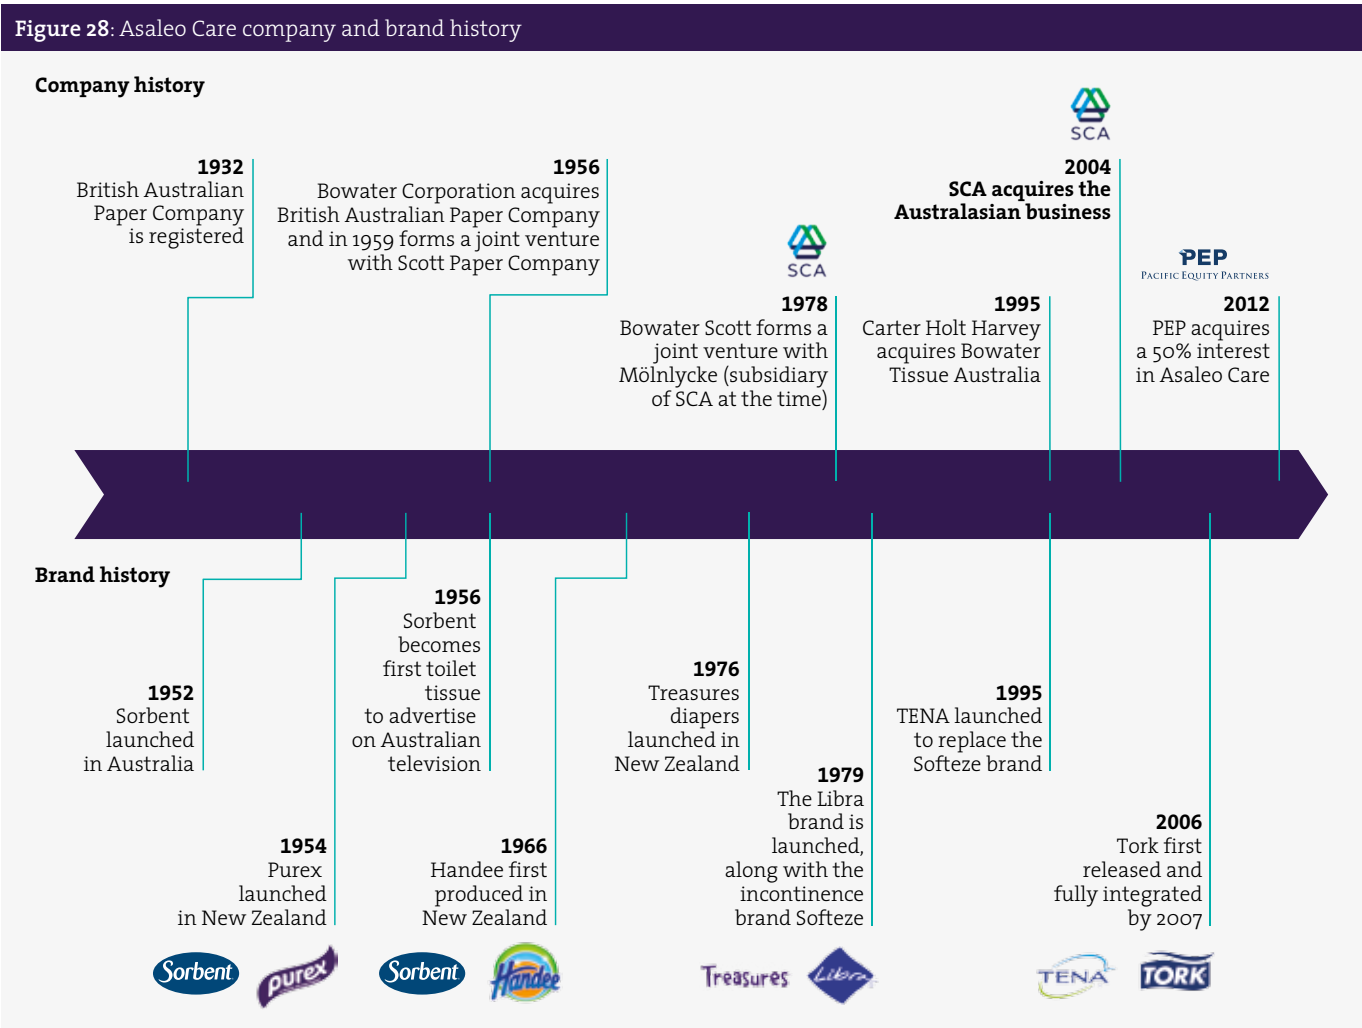 Figure 28: Asaleo Care company and brand history
Company history
1932
British Australian
Paper Company
is registered
1956
Bowater Corporation acquires
British Australian Paper Company
and in 1959 forms a joint venture
with Scott Paper Company
SCA
1978
Bowater Scott forms a
joint venture with
Mölnlycke (subsidiary
of SCA at the time)
1995
Carter Holt Harvey
acquires Bowater
Tissue Australia
SCA
2004
SCA acquires the
Australasian business
PEP
PACIFIC EQUITY PARTNERS
2012
PEP acquires
a 50% interest
in Asaleo Care
Brand history
1952
Sorbent
launched
in Australia
1954
Purex
launched
in New Zealand
1956
Sorbent
becomes
first toilet
tissue
to advertise
on Australian
television
1966
Handee first
produced in
New Zealand
1976
Treasures
diapers
launched in
New Zealand
1979
The Libra
brand is
launched,
along with the
incontinence
brand Softeze
1995
TENA launched
to replace the
Softeze brand
2006
Tork first
released and
fully integrated
by 2007
Sorbent
purex
Sorbent
Handee
Treasures
Libra
TENA
TORK